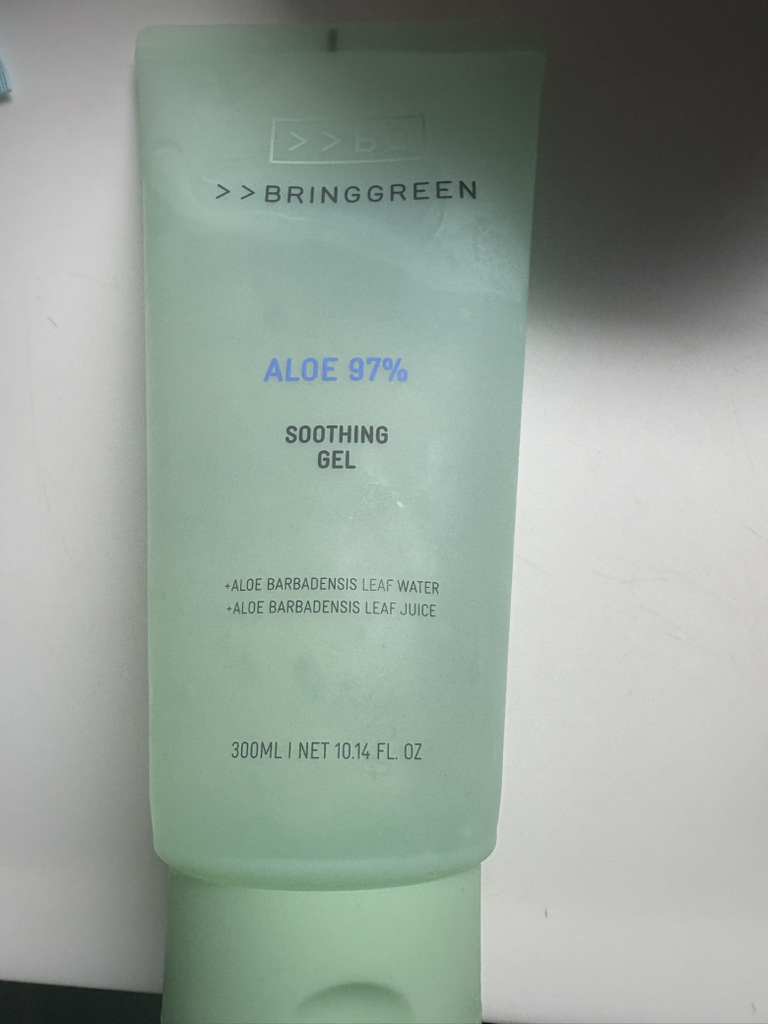 >>BG
>>BRINGGREEN
ALOE 97%
SOOTHING
GEL
+ALOE BARBADENSIS LEAF WATER
+ALOE BARBADENSIS LEAF JUICE
300ML | NET 10.14 FL. OZ